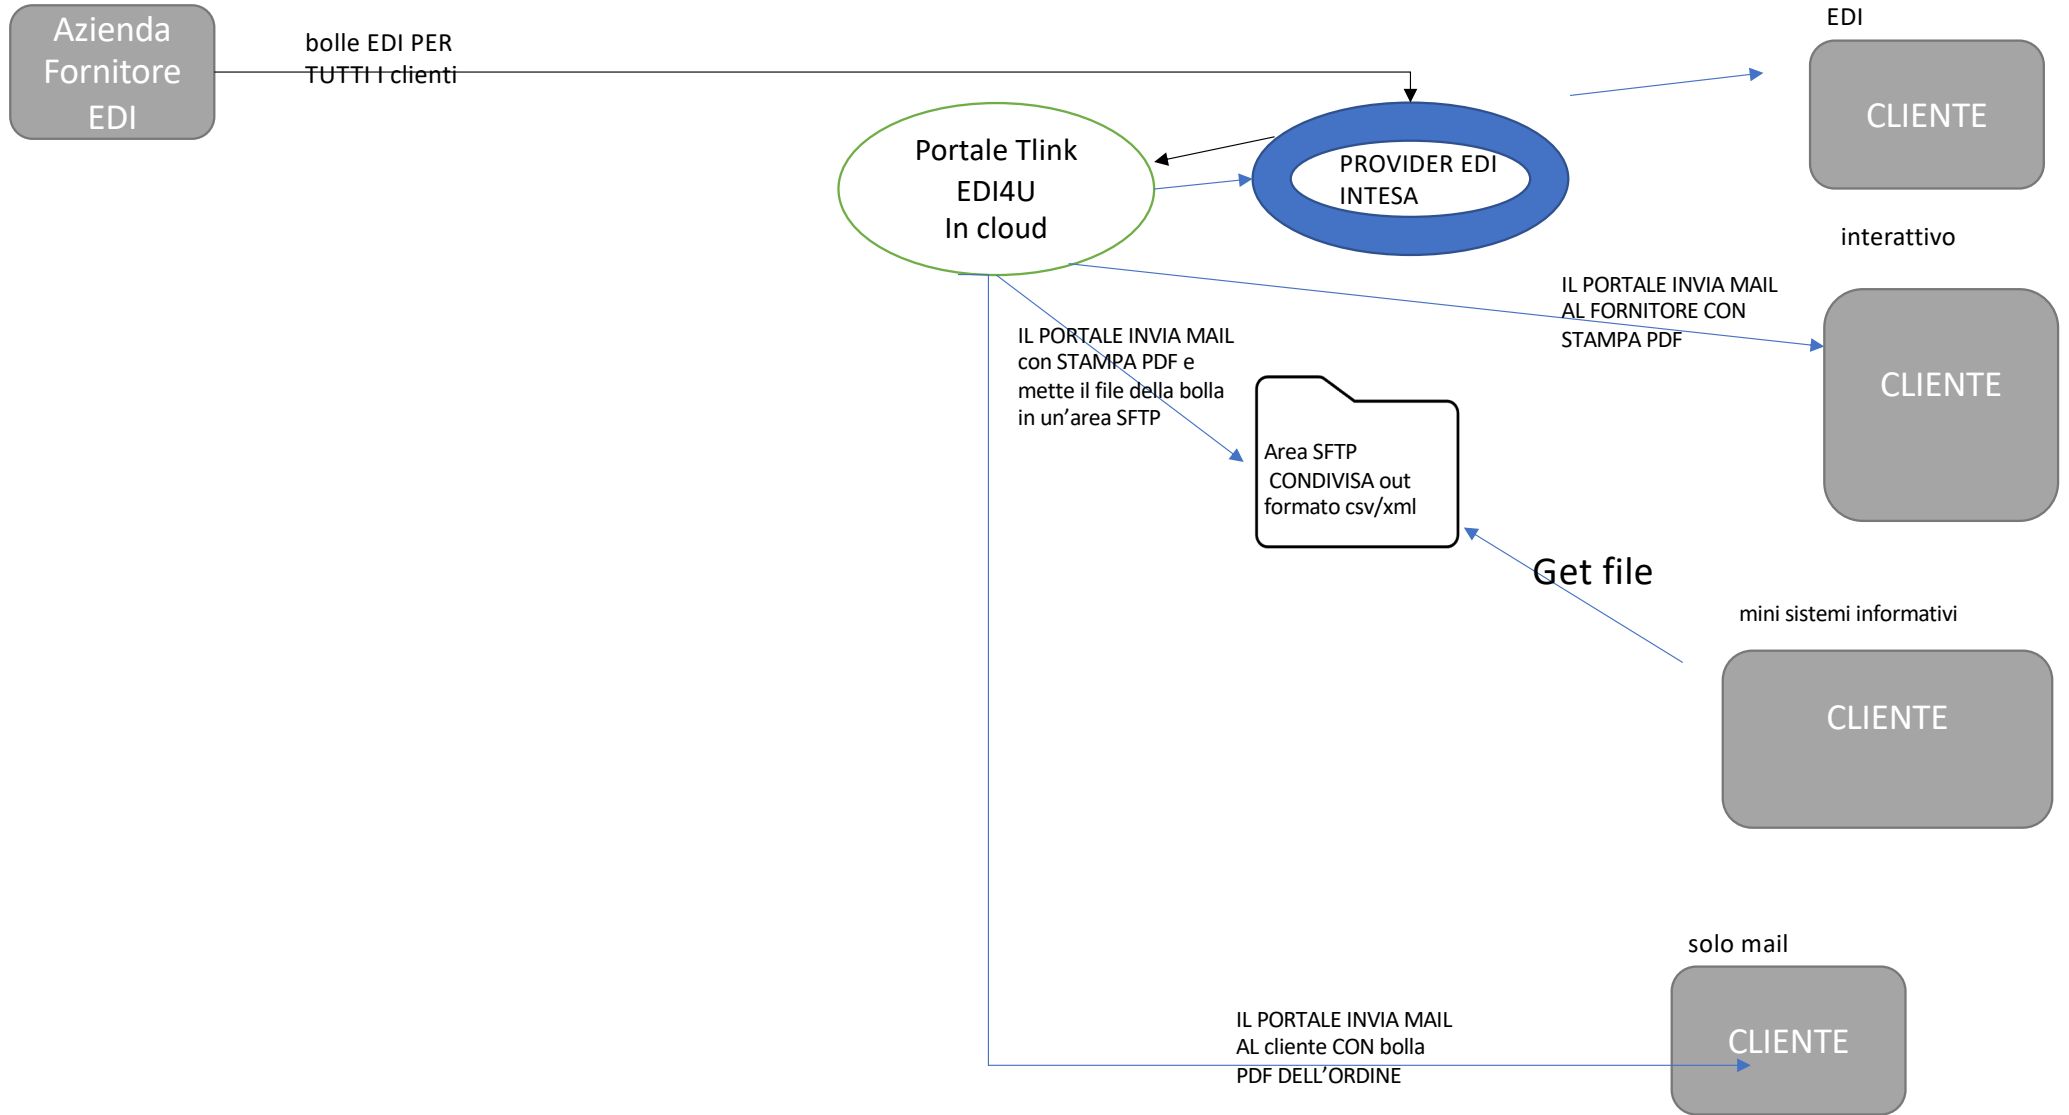 Azienda
Fornitore
EDI
bolle EDI PER
TUTTI I clienti
EDI
CLIENTE
Portale Tlink
EDI4U
In cloud
PROVIDER EDI
INTESA
interattivo
IL PORTALE INVIA MAIL
AL FORNITORE CON
STAMPA PDF
CLIENTE
IL PORTALE INVIA MAIL
con STAMPA PDF e
mette il file della bolla
in un’area SFTP
Area SFTP
CONDIVISA out
formato csv/xml
Get file
mini sistemi informativi
CLIENTE
solo mail
CLIENTE
IL PORTALE INVIA MAIL
AL cliente CON bolla
PDF DELL’ORDINE